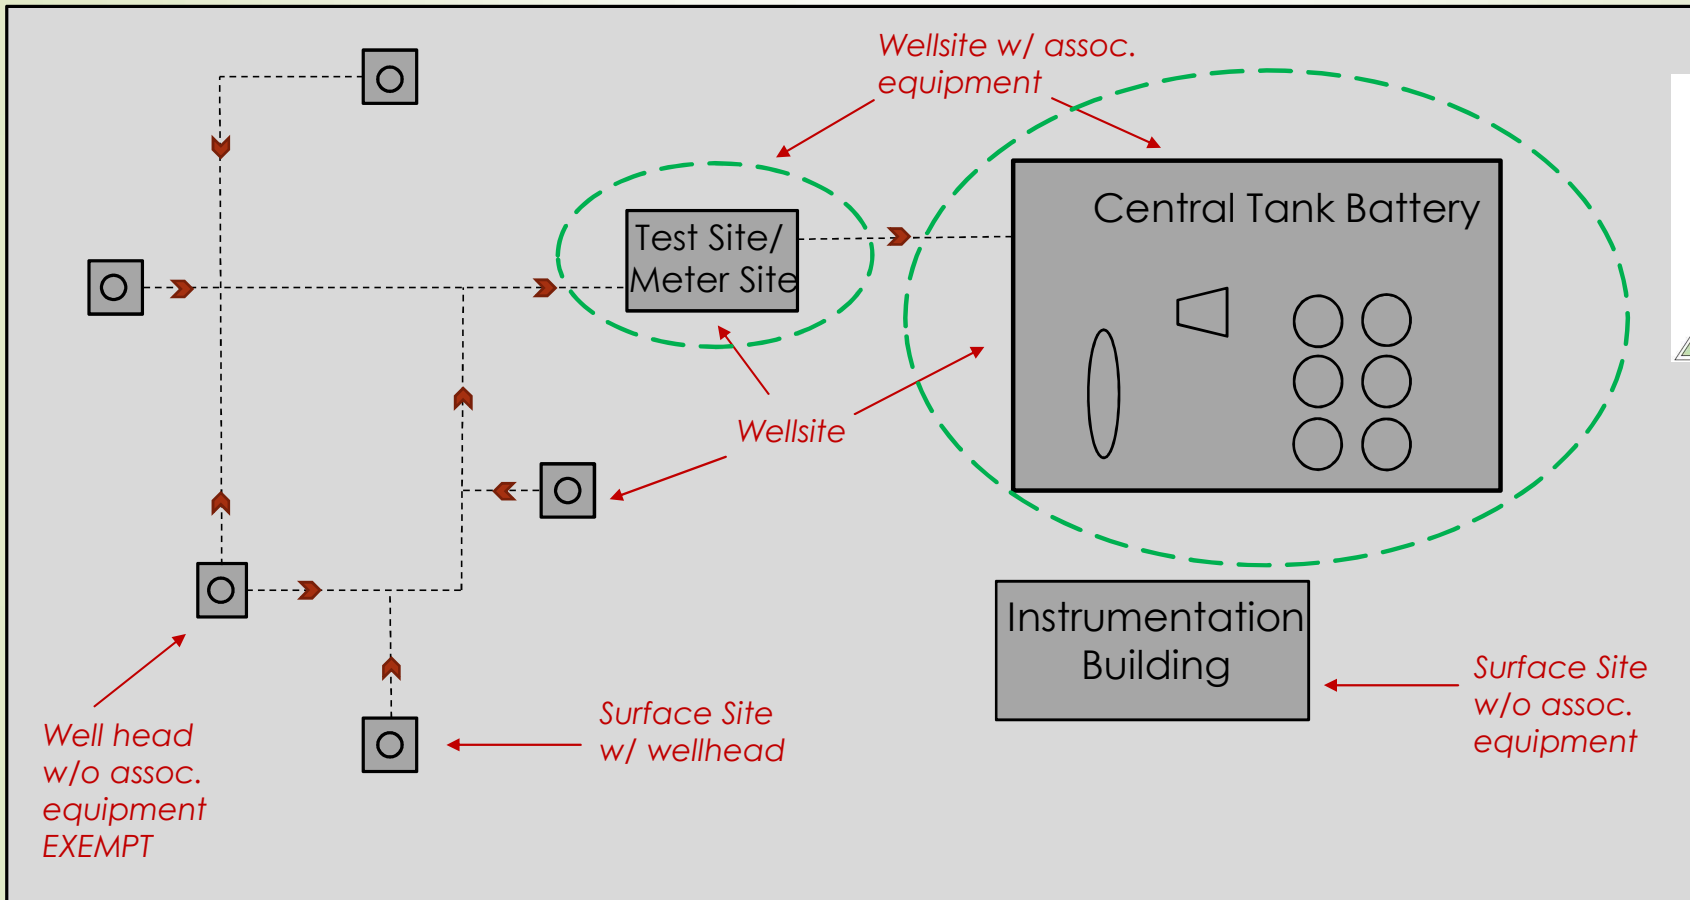 Wellsite w/ assoc.
equipment
Central Tank Battery
Test Site/
Meter Site
Wellsite
Instrumentation
Building
Surface Site
w/o assoc.
equipment
Surface Site
w/ wellhead
Well head
w/o assoc.
equipment
EXEMPT